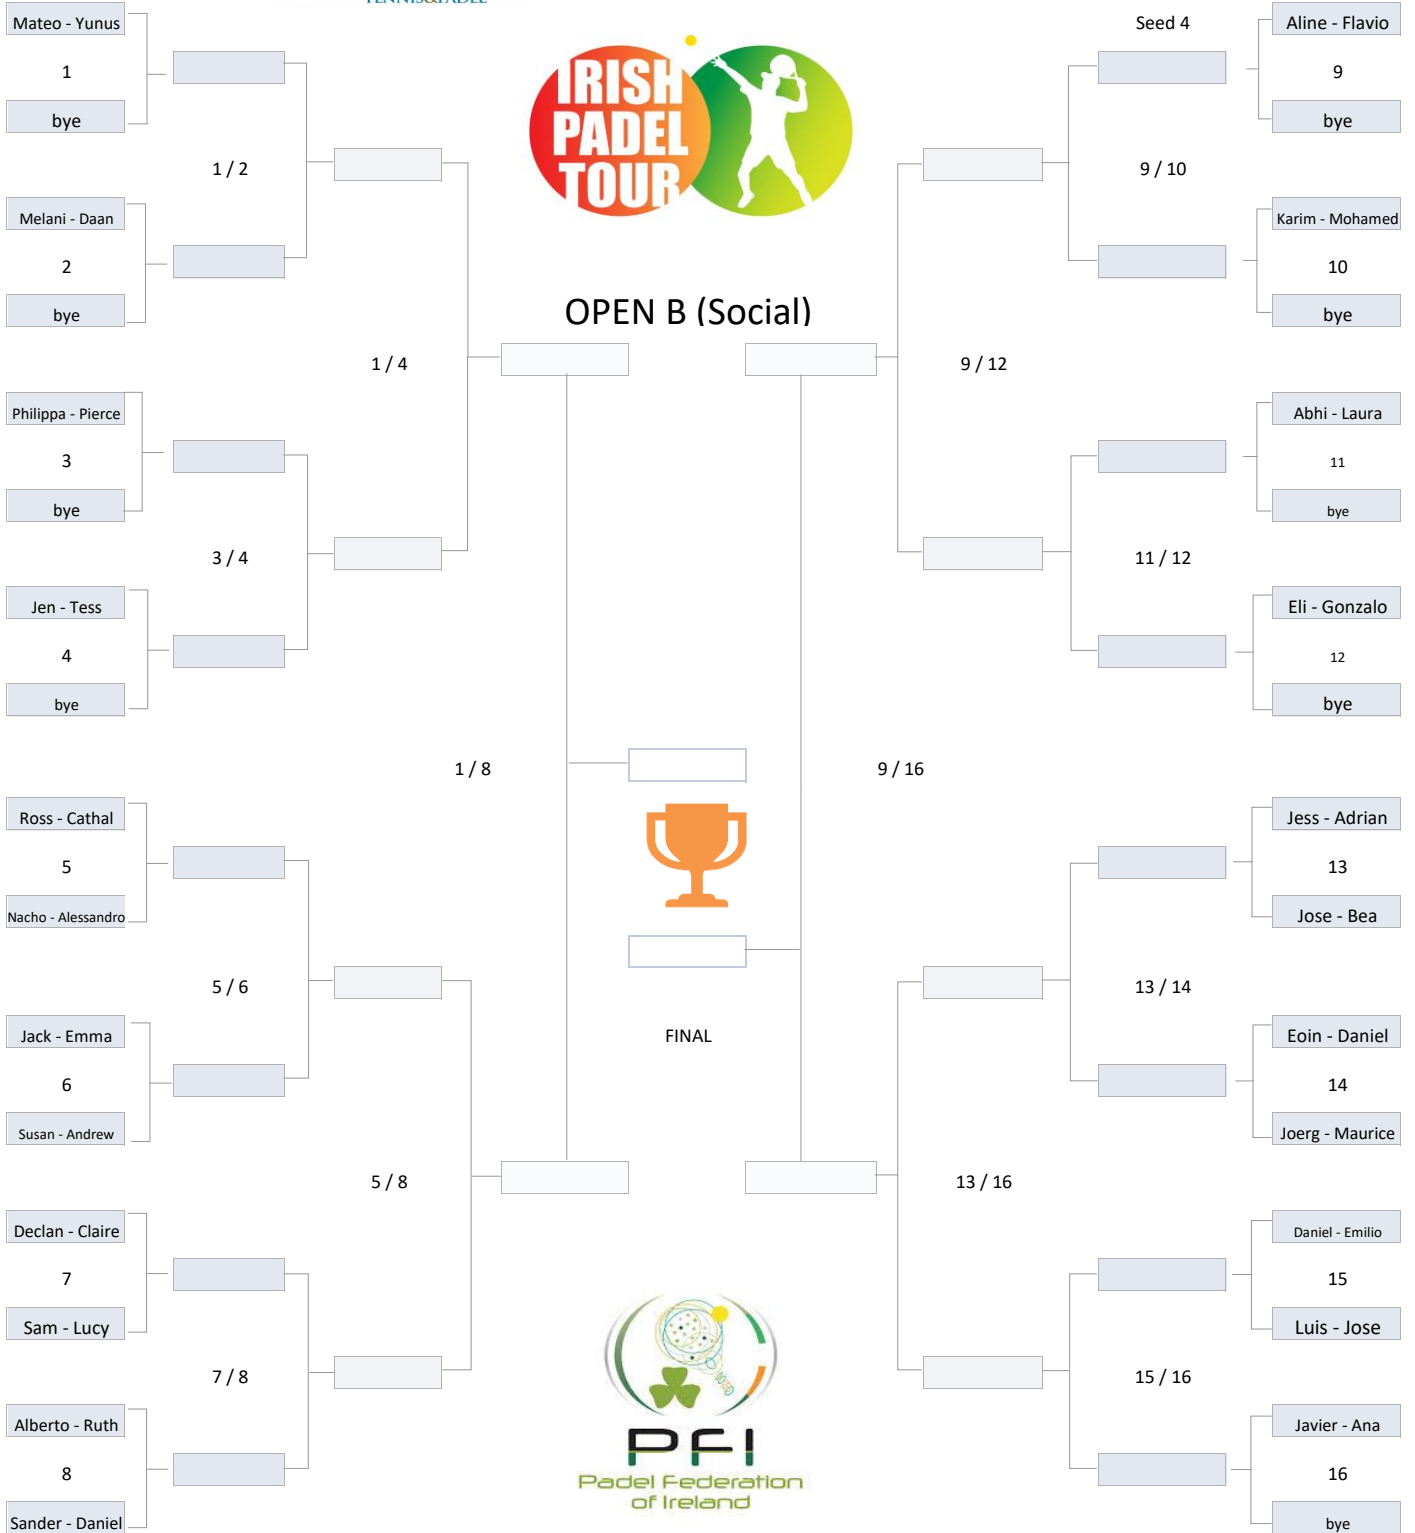 TENNIS&PADEL
Mateo - Yunus
1
bye
1 / 2
Melani - Daan
2
bye
1 / 4
Philippa - Pierce
3
bye
3 / 4
Jen - Tess
4
bye
1 / 8
Ross - Cathal
5
Nacho - Alessandro
5 / 6
Jack - Emma
6
Susan - Andrew
5 / 8
Declan - Claire
7
Sam - Lucy
7 / 8
Alberto - Ruth
8
Sander - Daniel
IRISH
PADEL
TOUR
OPEN B (Social)
FINAL
PFI
Padel Federation
of Ireland
Seed 4
Aline - Flavio
9
bye
9 / 10
Karim - Mohamed
10
bye
9 / 12
Abhi - Laura
11
bye
11 / 12
Eli - Gonzalo
12
bye
9 / 16
Jess - Adrian
13
Jose - Bea
13 / 14
Eoin - Daniel
14
Joerg - Maurice
13 / 16
Daniel - Emilio
15
Luis - Jose
15 / 16
Javier - Ana
16
bye